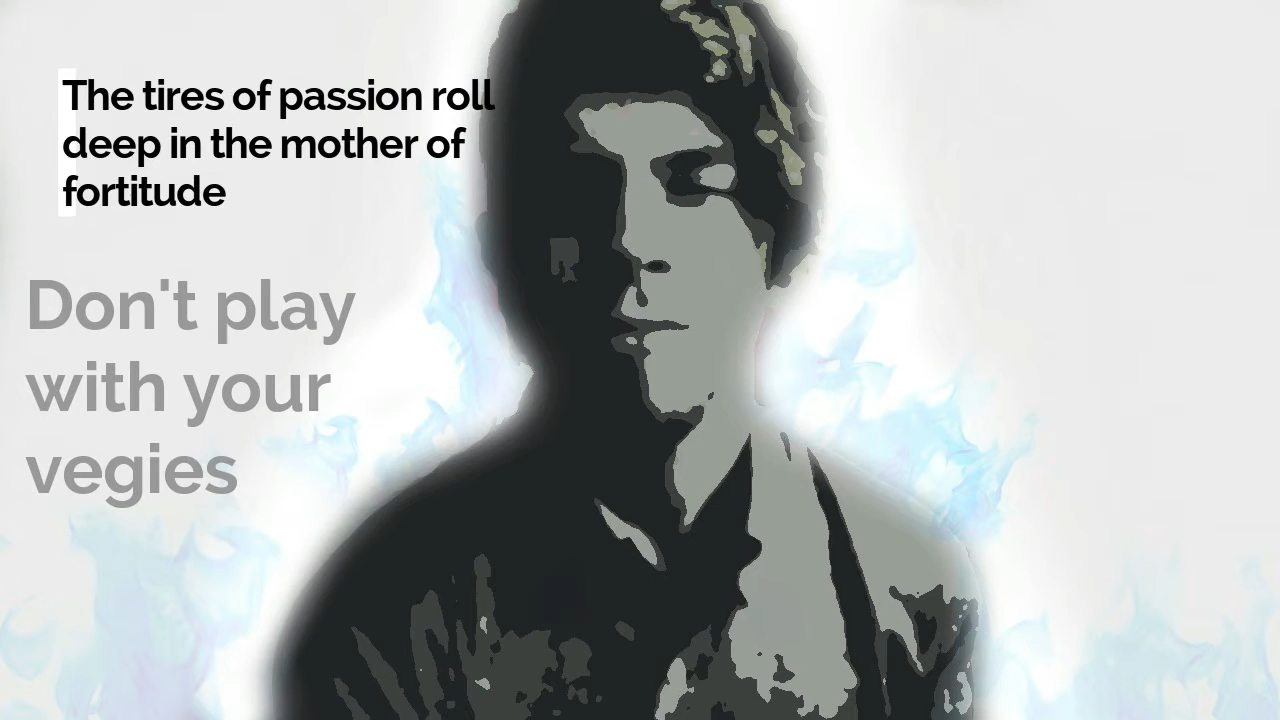 The tires of passion roll
deep in the mother of
fortitude
Don't play
with your
vegies